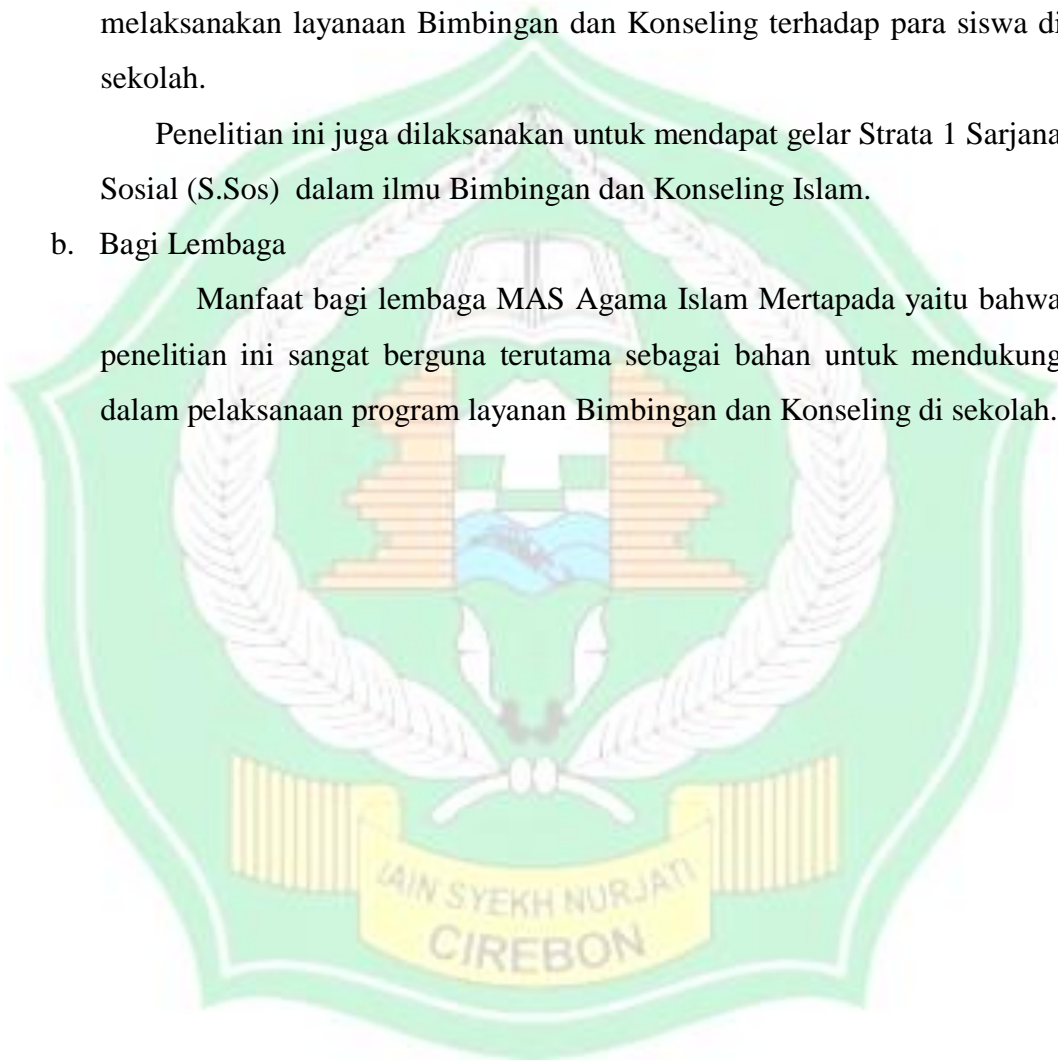 melaksanakan layanaan Bimbingan dan Konseling terhadap para siswa di
sekolah.
Penelitian ini juga dilaksanakan untuk mendapat gelar Strata 1 Sarjana
Sosial (S.Sos) dalam ilmu Bimbingan dan Konseling Islam.
b. Bagi Lembaga
Manfaat bagi lembaga MAS Agama Islam Mertapada yaitu bahwa
penelitian ini sangat berguna terutama sebagai bahan untuk mendukung
dalam pelaksanaan program layanan Bimbingan dan Konseling di sekolah.
IAIN SYEKH NURJATI
CIREBON